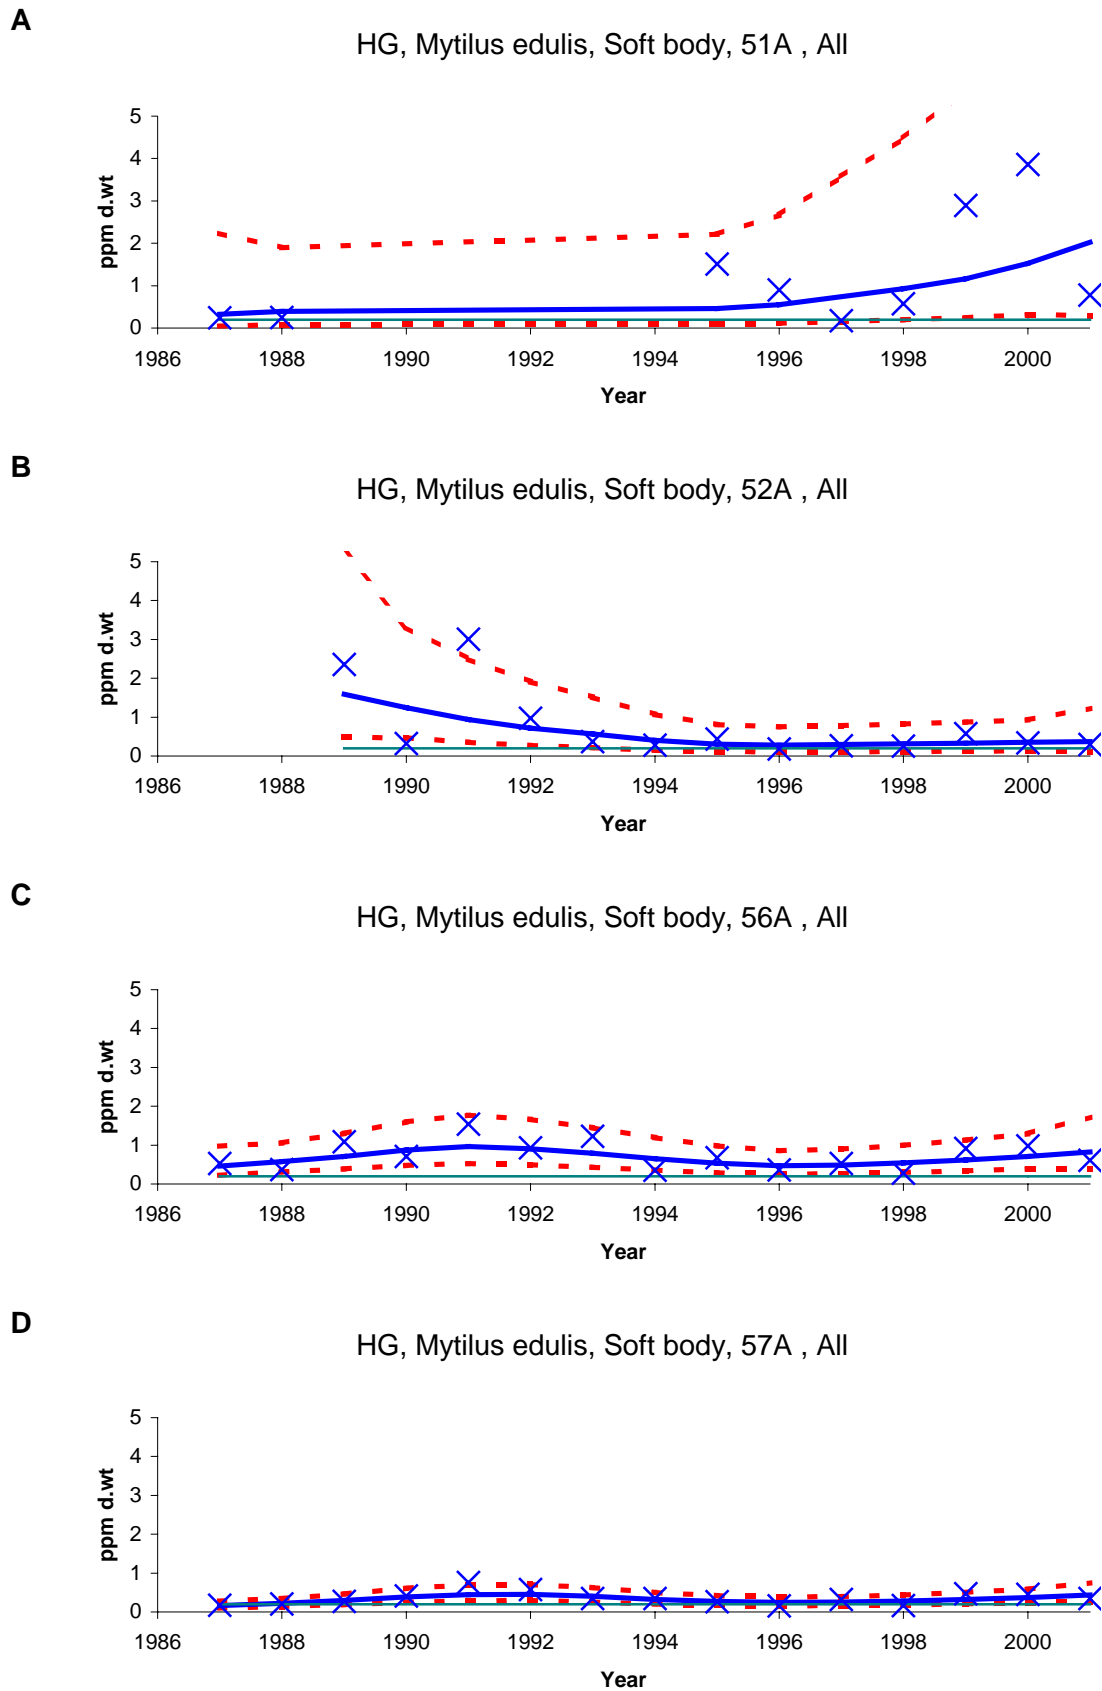 A
HG, Mytilus edulis, Soft body, 51A , All
5
4
3
2
1
0
ppm d.wt
1986 1988 1990 1992 1994 1996 1998 2000
Year
B
HG, Mytilus edulis, Soft body, 52A , All
5
4
3
2
1
0
ppm d.wt
1986 1988 1990 1992 1994 1996 1998 2000
Year
C
HG, Mytilus edulis, Soft body, 56A , All
5
4
3
2
1
0
ppm d.wt
1986 1988 1990 1992 1994 1996 1998 2000
Year
D
HG, Mytilus edulis, Soft body, 57A , All
5
4
3
2
1
0
ppm d.wt
1986 1988 1990 1992 1994 1996 1998 2000
Year